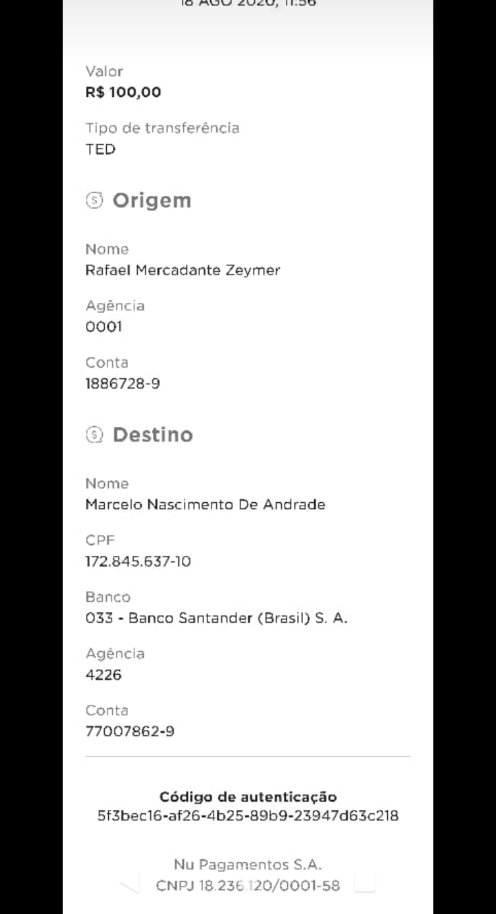 18 AGO 2020, 11:56
Valor
R$ 100,00
Tipo de transferência
TED
Origem
Nome
Rafael Mercadante Zeymer
Agência
0001
Conta
1886728-9
Destino
Nome
Marcelo Nascimento De Andrade
CPF
172.845.637-10
Banco
033 - Banco Santander (Brasil) S. A.
Agência
4226
Conta
77007862-9
Código de autenticação
5f3bec16-af26-4b25-89b9-23947d63c218
Nu Pagamentos S.A.
CNPJ 18.236.120/0001-58